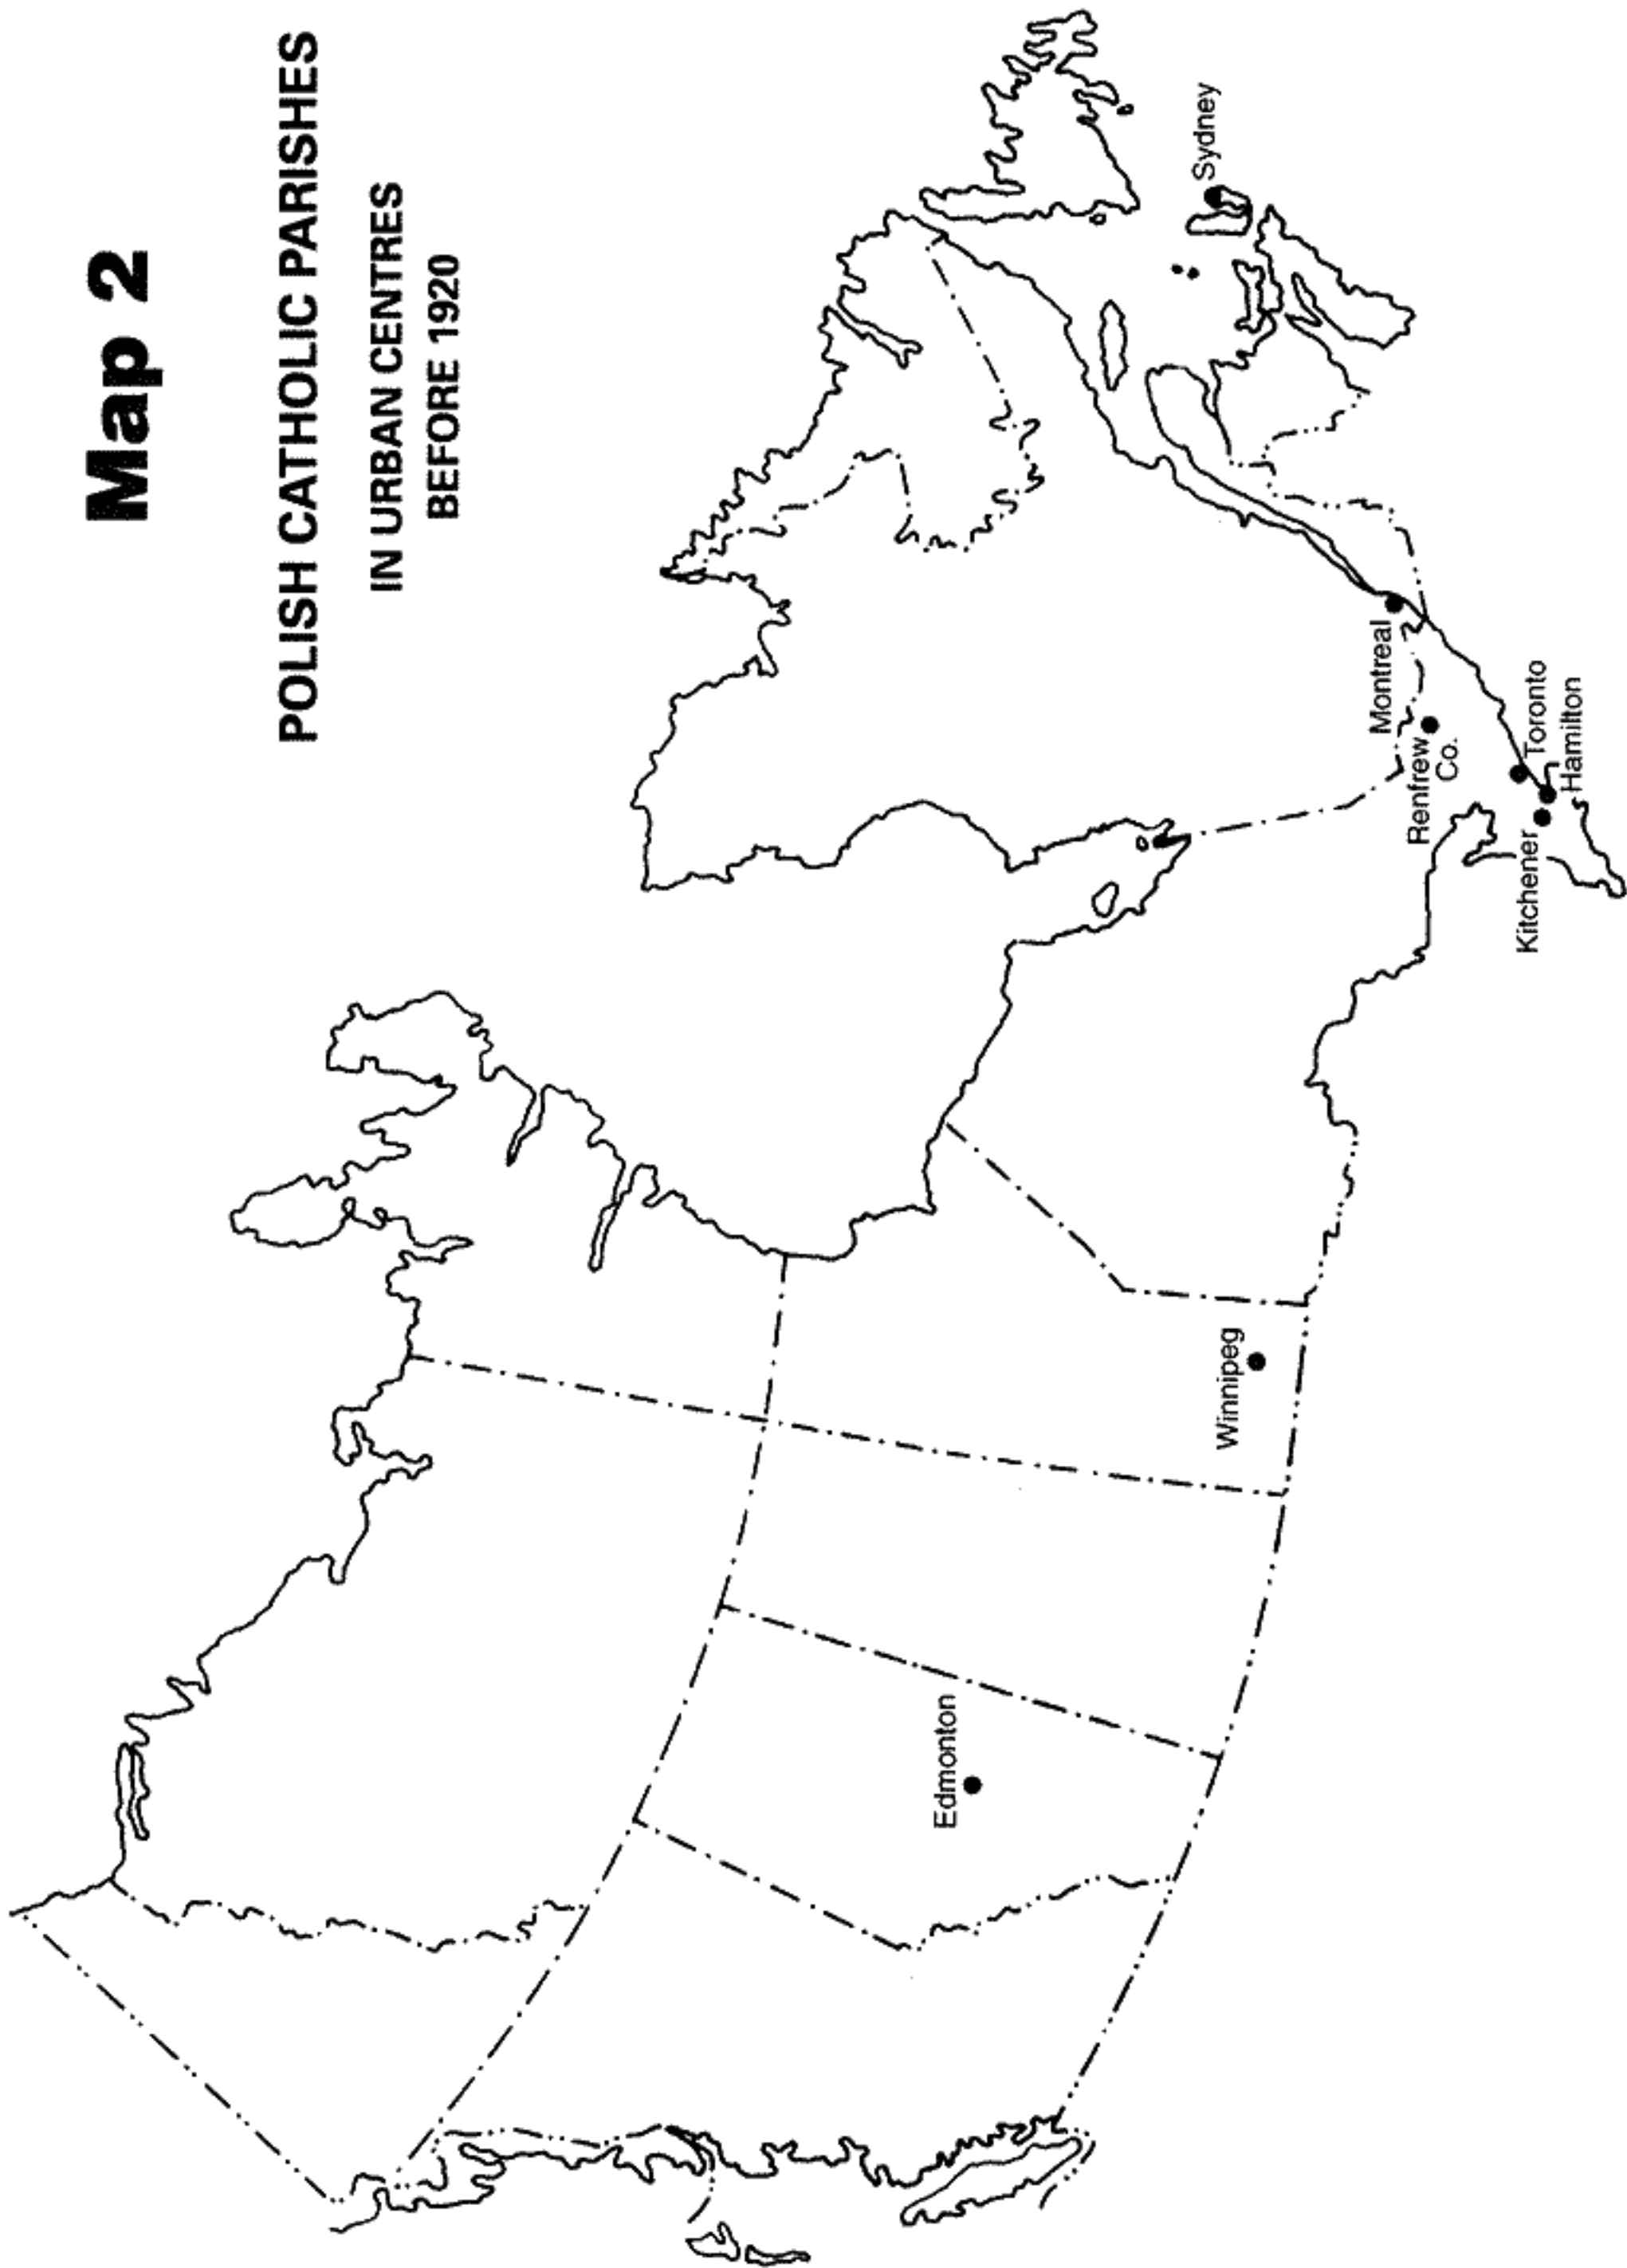 Map 2
POLISH CATHOLIC PARISHES
IN URBAN CENTRES
BEFORE 1920
Edmonton
Winnipeg
Sydney
Montreal
Renfrew
Co.
Toronto
Kitchener
Hamilton